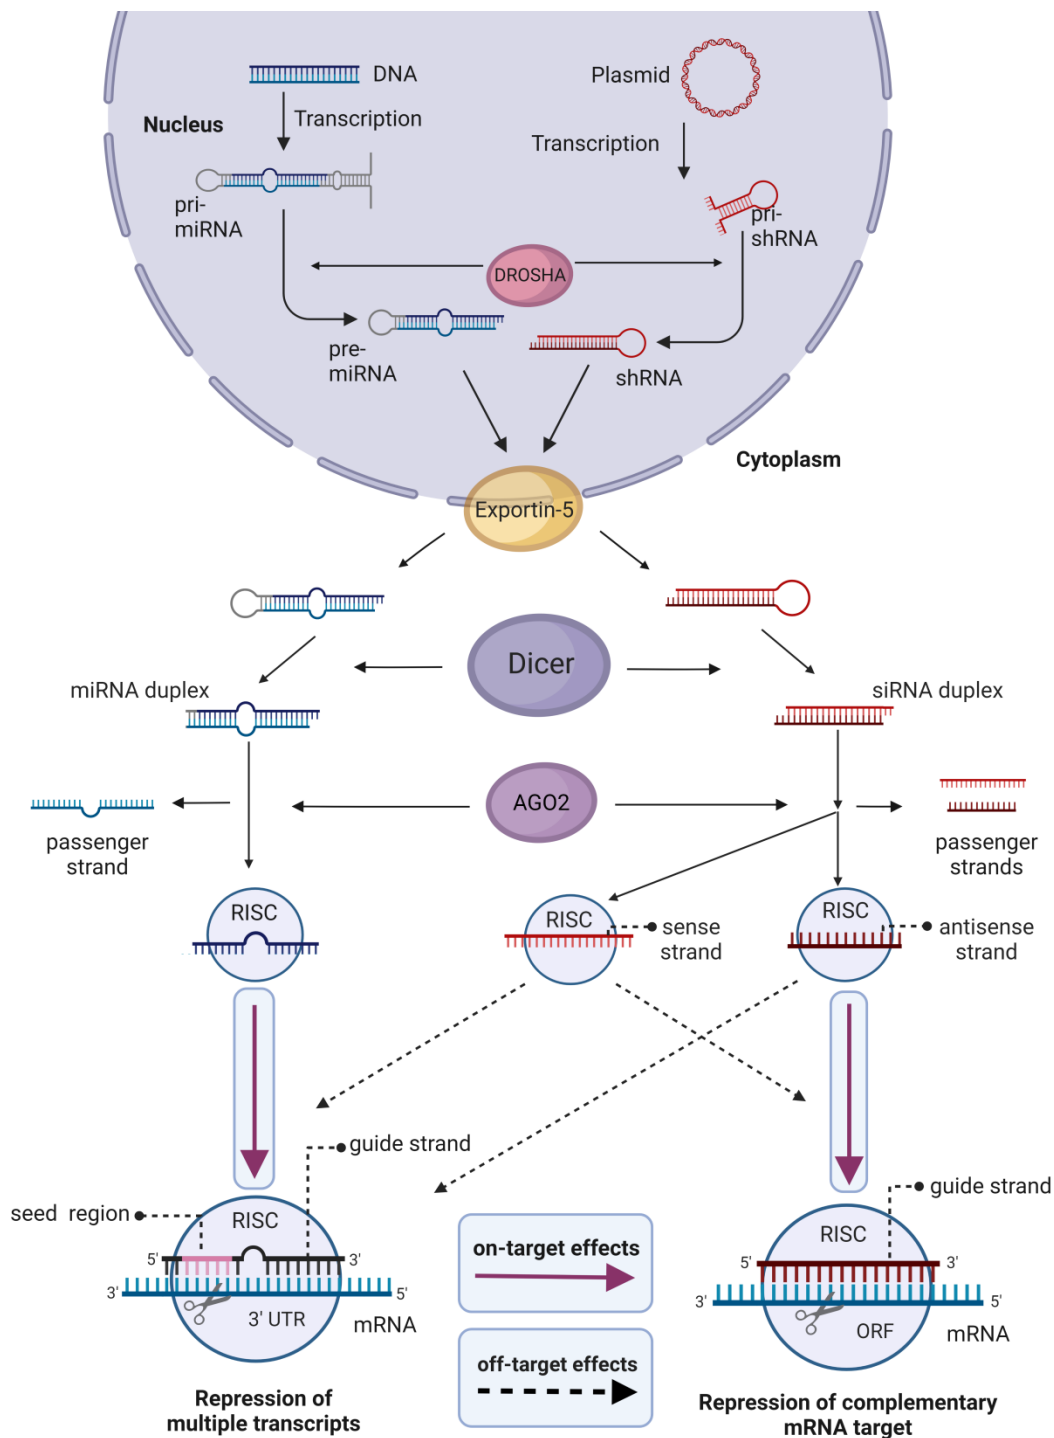 DNA
Plasmid
Nucleus
Transcription
Transcription
pri-
miRNA
pri-
shRNA
DROSHA
pre-
miRNA
shRNA
Cytoplasm
Exportin-5
Dicer
miRNA duplex
siRNA duplex
AGO2
passenger
strand
passenger
strands
RISC
RISC
sense
strand
RISC
antisense
strand
guide strand
seed region
RISC
5'
3'
3'
5'
3' UTR
mRNA
on-target effects
off-target effects
guide strand
RISC
5'
3'
3'
5'
ORF
mRNA
Repression of
multiple transcripts
Repression of complementary
mRNA target